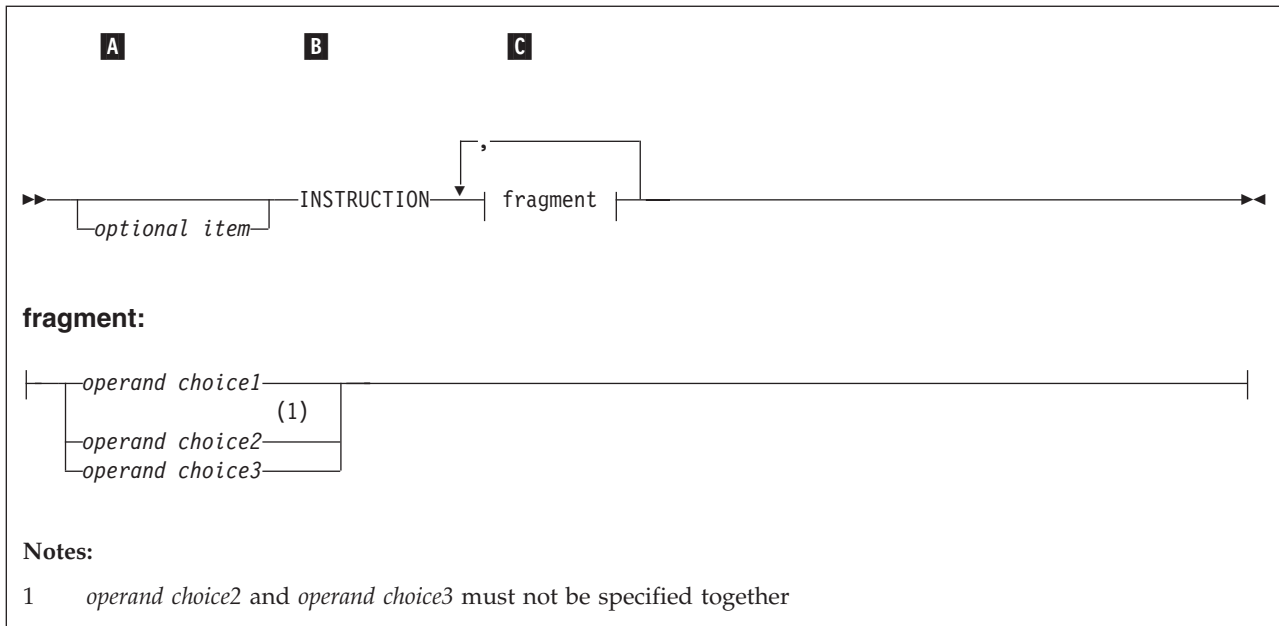 A B C
,
INSTRUCTION fragment
optional item
fragment:
operand choice1
(1)
operand choice2
operand choice3
Notes:
1 operand choice2 and operand choice3 must not be specified together